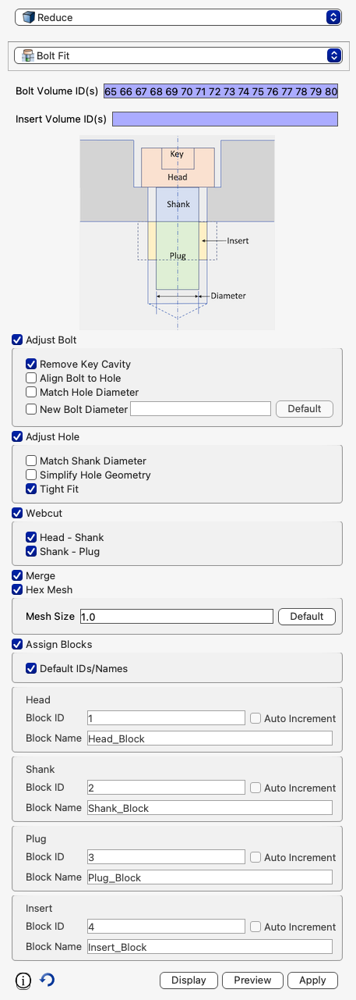 Reduce
Bolt Fit
Bolt Volume ID(s) 65 66 67 68 69 70 71 72 73 74 75 76 77 78 79 80
Insert Volume ID(s)
Key
Head
Shank
Insert
Plug
Diameter
Adjust Bolt
Remove Key Cavity
Align Bolt to Hole
Match Hole Diameter
New Bolt Diameter Default
Adjust Hole
Match Shank Diameter
Simplify Hole Geometry
Tight Fit
Webcut
Head - Shank
Shank - Plug
Merge
Hex Mesh
Mesh Size 1.0 Default
Assign Blocks
Default IDs/Names
Head
Block ID 1 Auto Increment
Block Name Head_Block
Shank
Block ID 2 Auto Increment
Block Name Shank_Block
Plug
Block ID 3 Auto Increment
Block Name Plug_Block
Insert
Block ID 4 Auto Increment
Block Name Insert_Block
Display Preview Apply